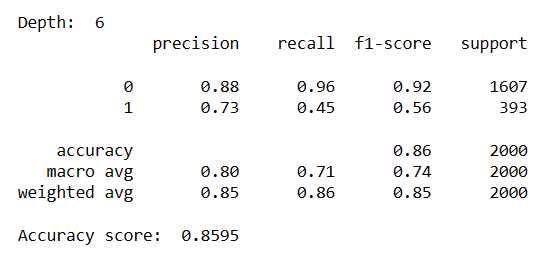 Depth:  6
              precision    recall  f1-score   support

           0       0.88      0.96      0.92      1607
           1       0.73      0.45      0.56       393

    accuracy                           0.86      2000
   macro avg       0.80      0.71      0.74      2000
weighted avg       0.85      0.86      0.85      2000

Accuracy score:  0.8595